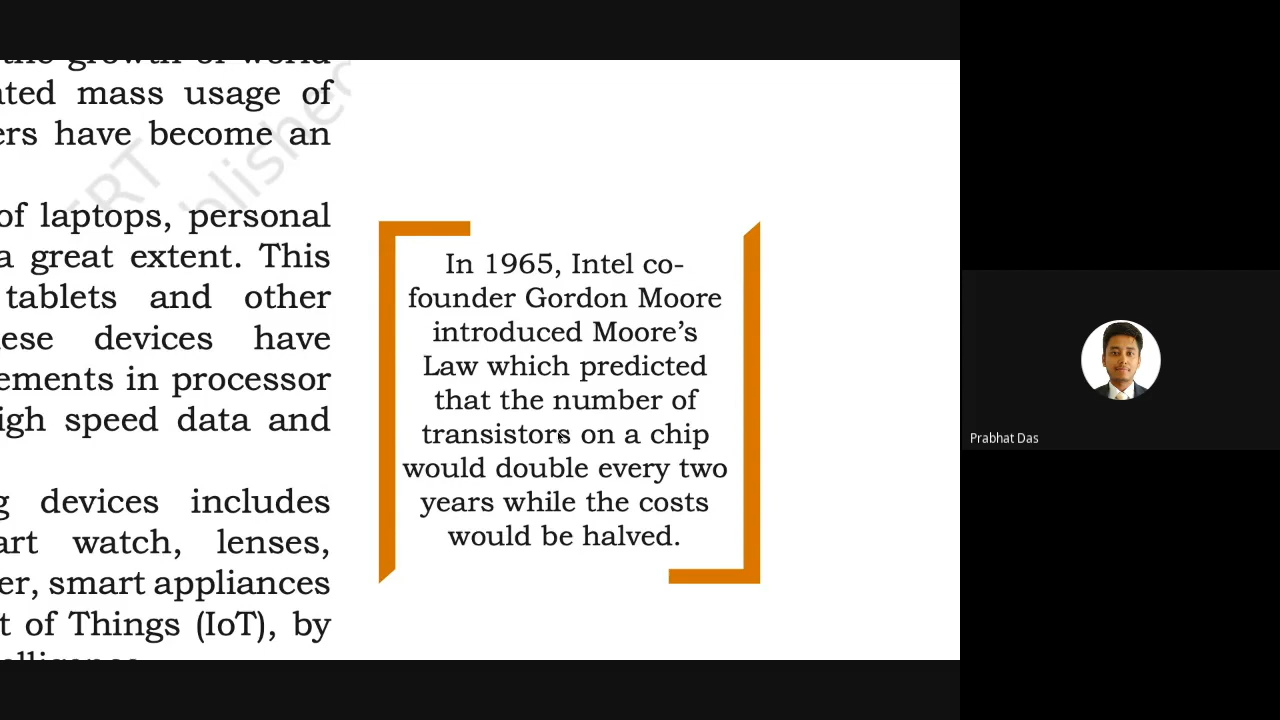 the growth of world
ated mass usage of
ers have become an
of laptops, personal
a great extent. This
tablets and other
ese devices have
ements in processor
igh speed data and
g devices includes
art watch, lenses,
er, smart appliances
t of Things (IoT), by
elligence
In 1965, Intel co-
founder Gordon Moore
introduced Moore's
Law which predicted
that the number of
transistors on a chip
would double every two
years while the costs
would be halved.
Prabhat Das